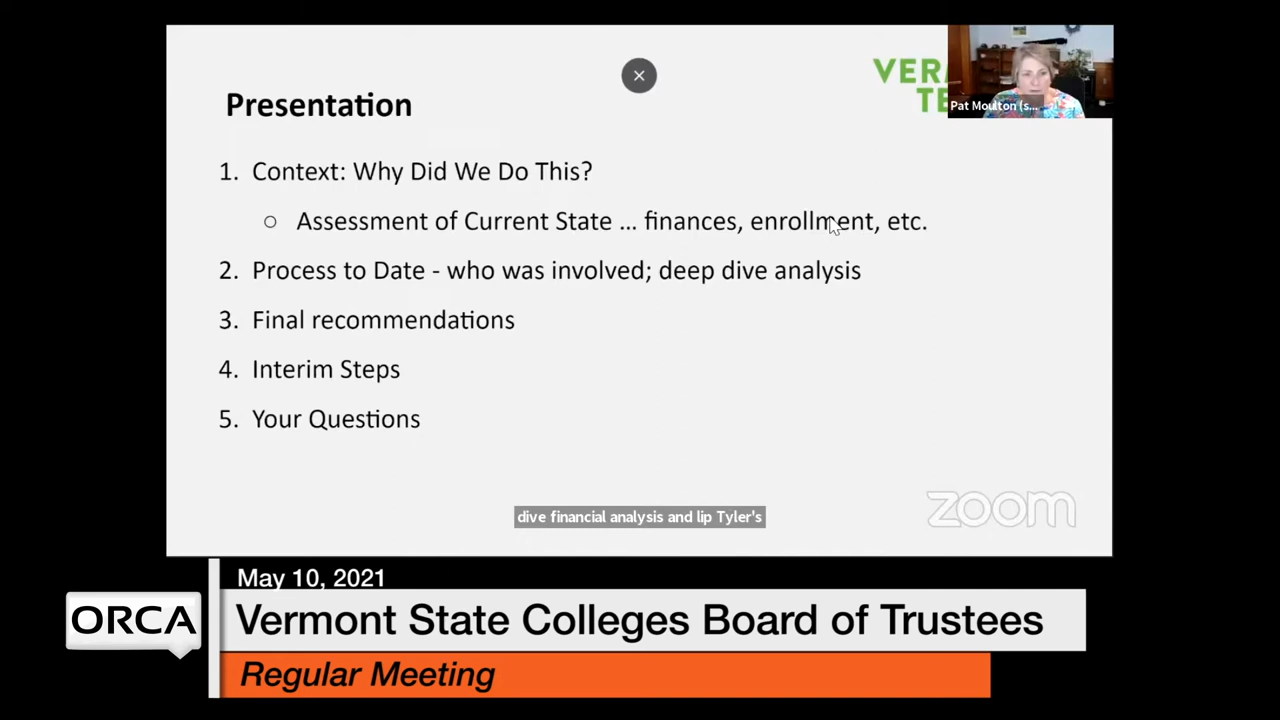 Presentation
VER
TE
Pat Moulton (s...
1. Context: Why Did We Do This?
○ Assessment of Current State ... finances, enrollment, etc.
2. Process to Date - who was involved; deep dive analysis
3. Final recommendations
4. Interim Steps
5. Your Questions
zoom
dive financial analysis and lip Tyler's
May 10, 2021
ORCA
Vermont State Colleges Board of Trustees
Regular Meeting